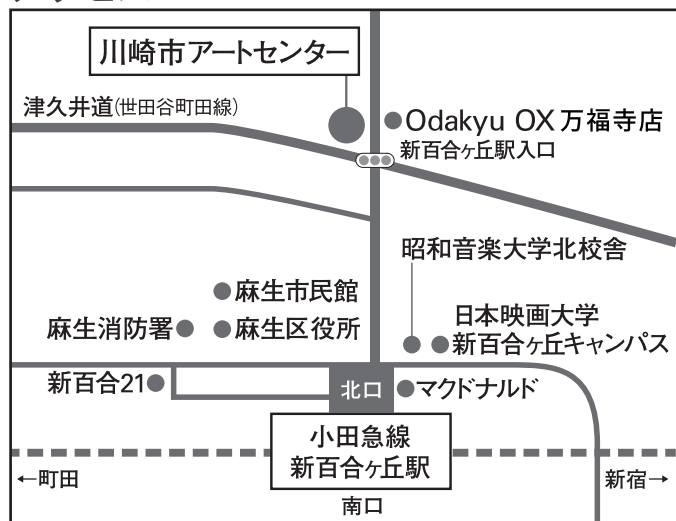 川崎市アートセンター
津久井道(世田谷町田線)
Odakyu OX 万福寺店
新百合ヶ丘駅入口
昭和音楽大学北校舎
麻生市民館
麻生消防署
麻生区役所
日本映画大学
新百合ヶ丘キャンパス
新百合21
北口
マクドナルド
小田急線
新百合ヶ丘駅
←町田
新宿→
南口